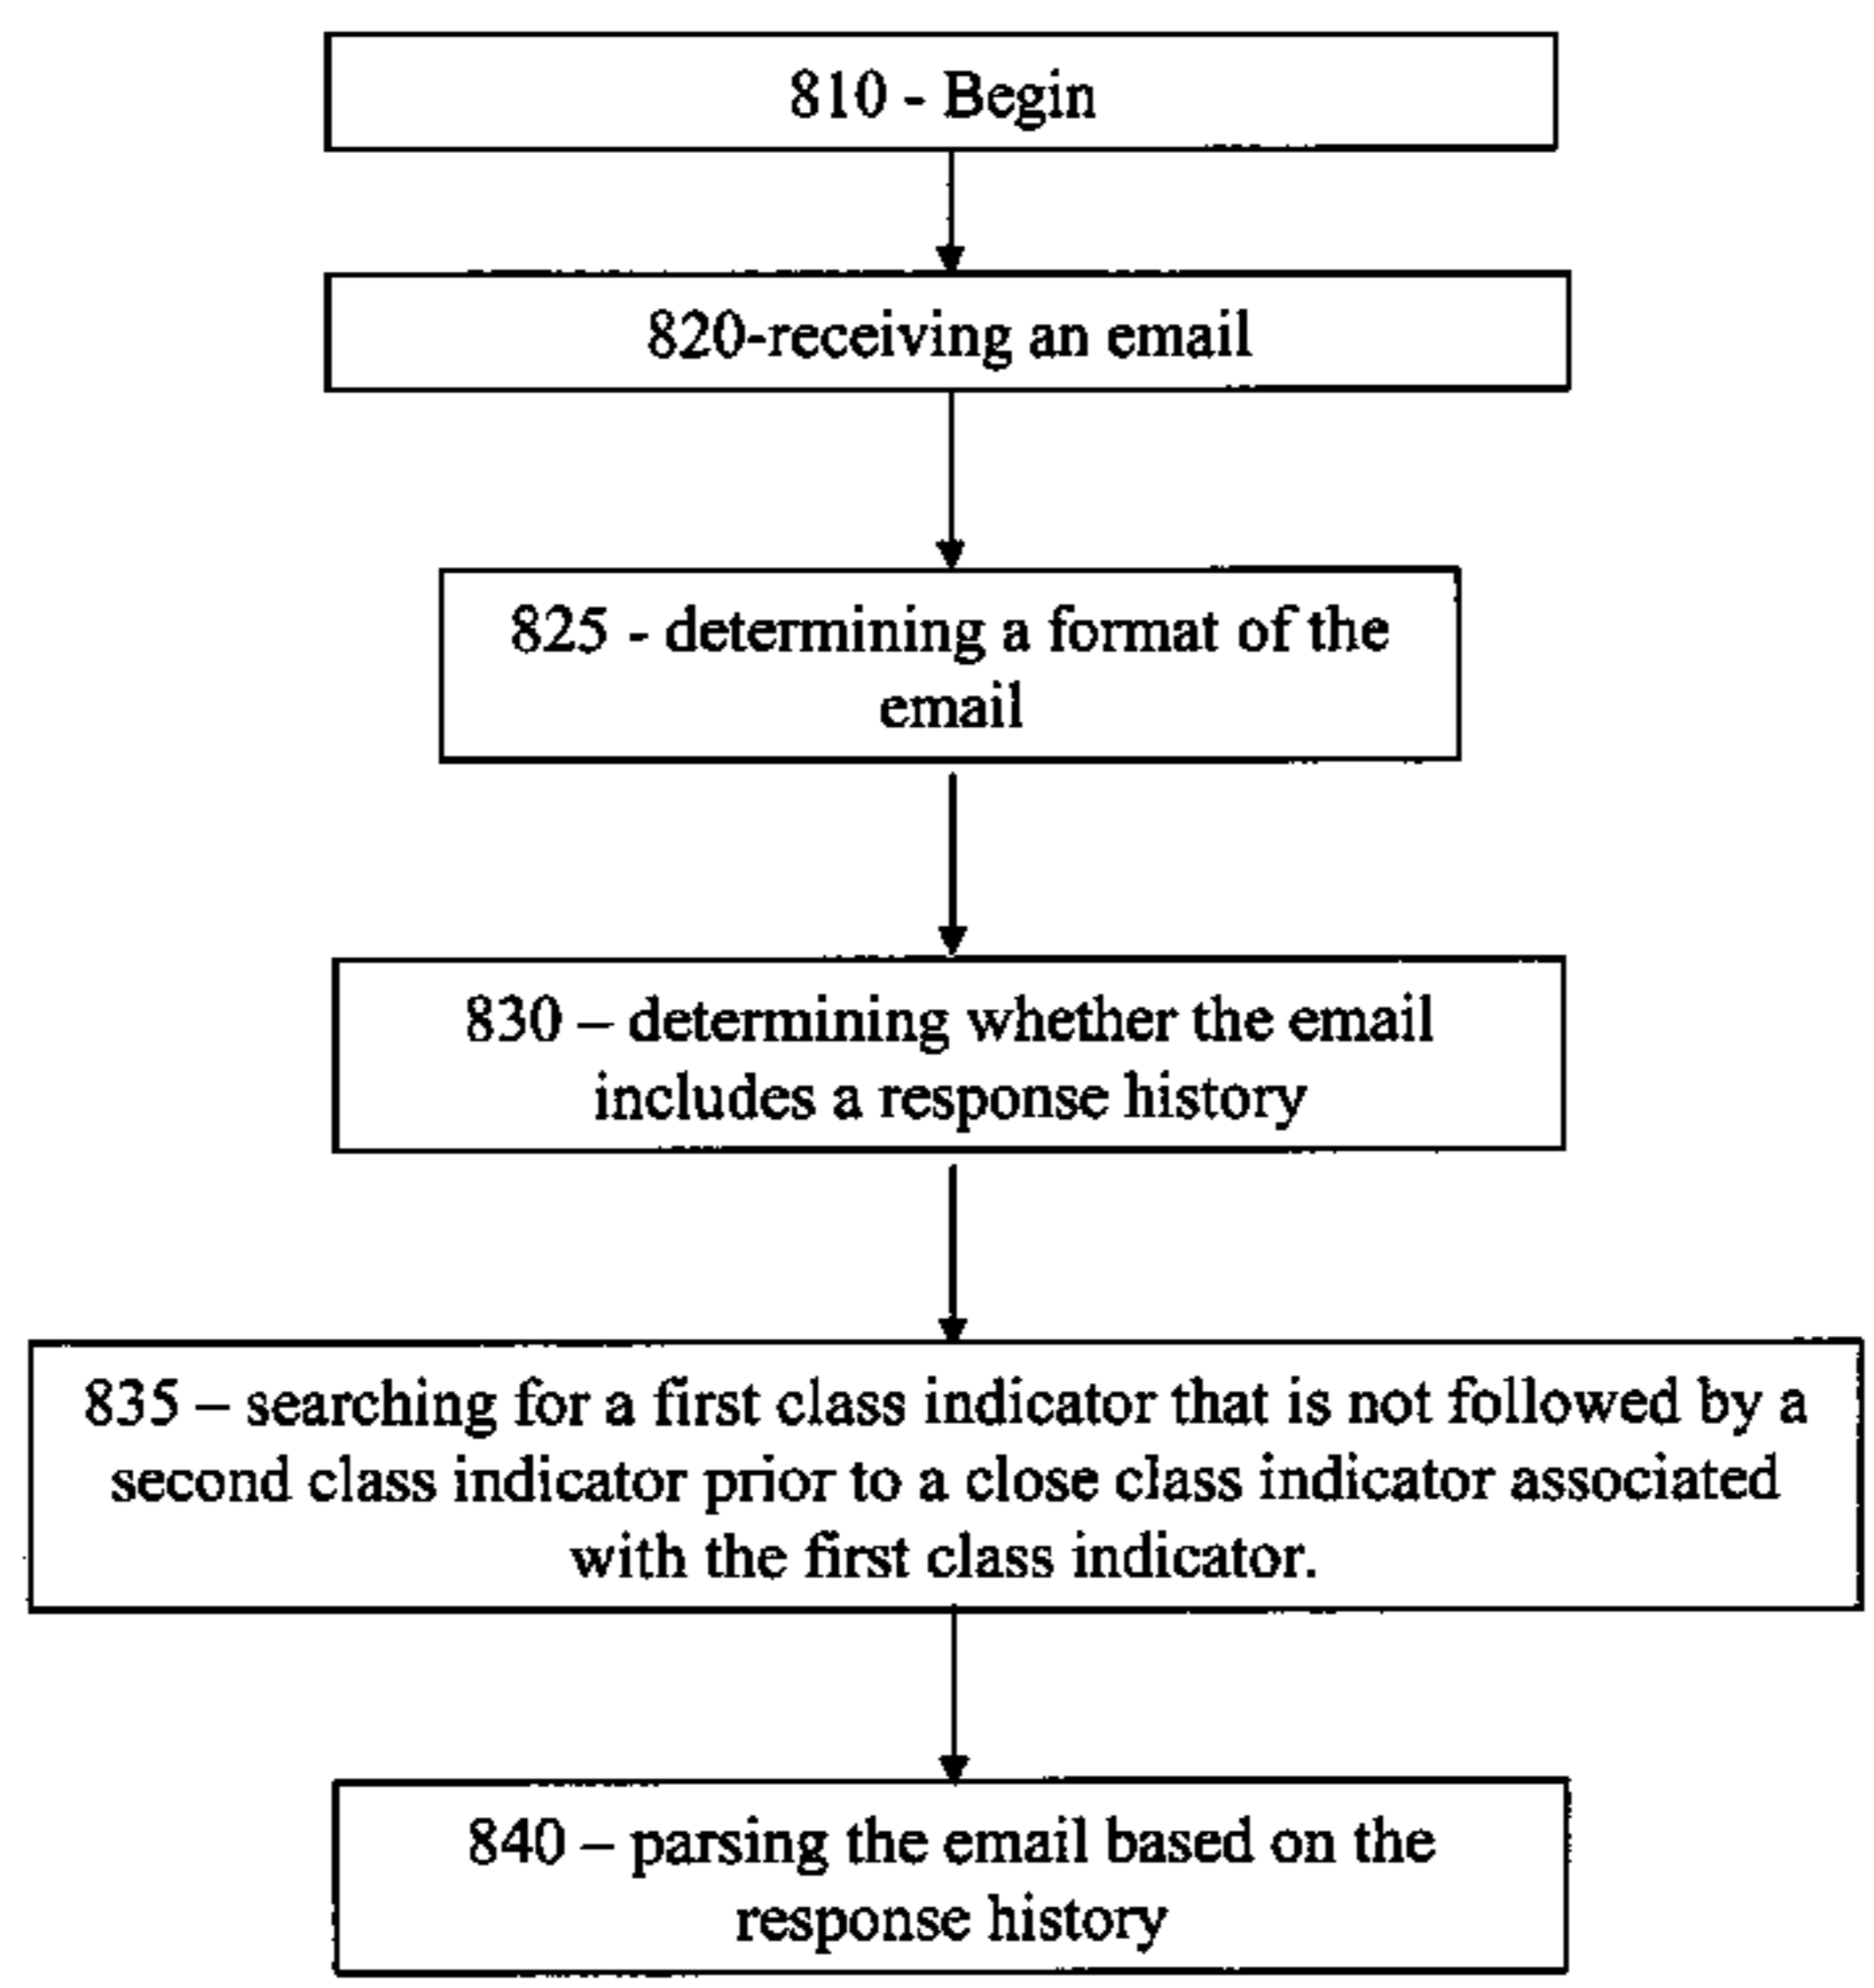 810 - Begin
820-receiving an email
825 - determining a format of the
email
830 – determining whether the email
includes a response history
835 – searching for a first class indicator that is not followed by a
second class indicator prior to a close class indicator associated
with the first class indicator.
840 – parsing the email based on the
response history